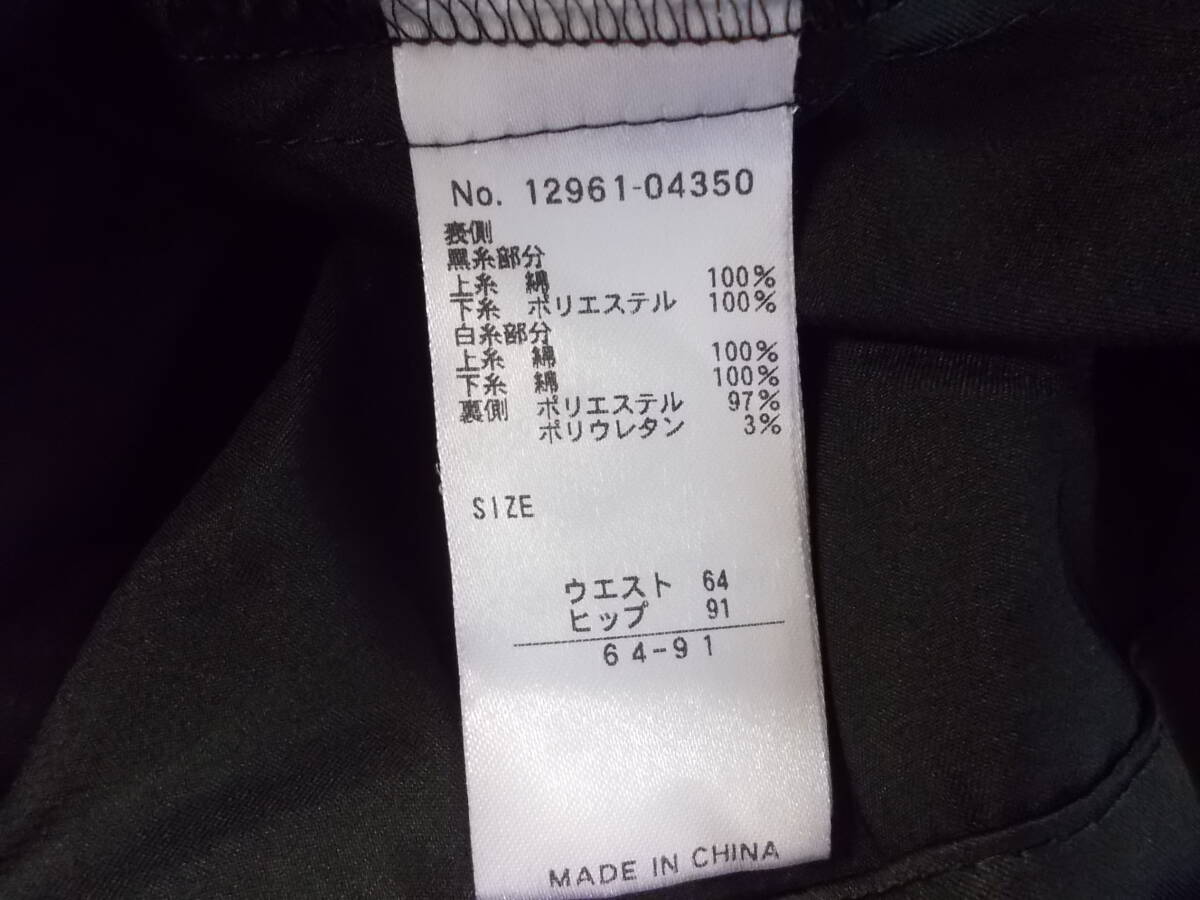 No. 12961-04350
表側
黒糸部分
上糸 綿 100%
下糸 ポリエステル 100%
白糸部分
上糸 綿 100%
下糸 綿 100%
裏側 ポリエステル 97%
ポリウレタン 3%
SIZE
ウエスト 64
ヒップ 91
64-91
MADE IN CHINA